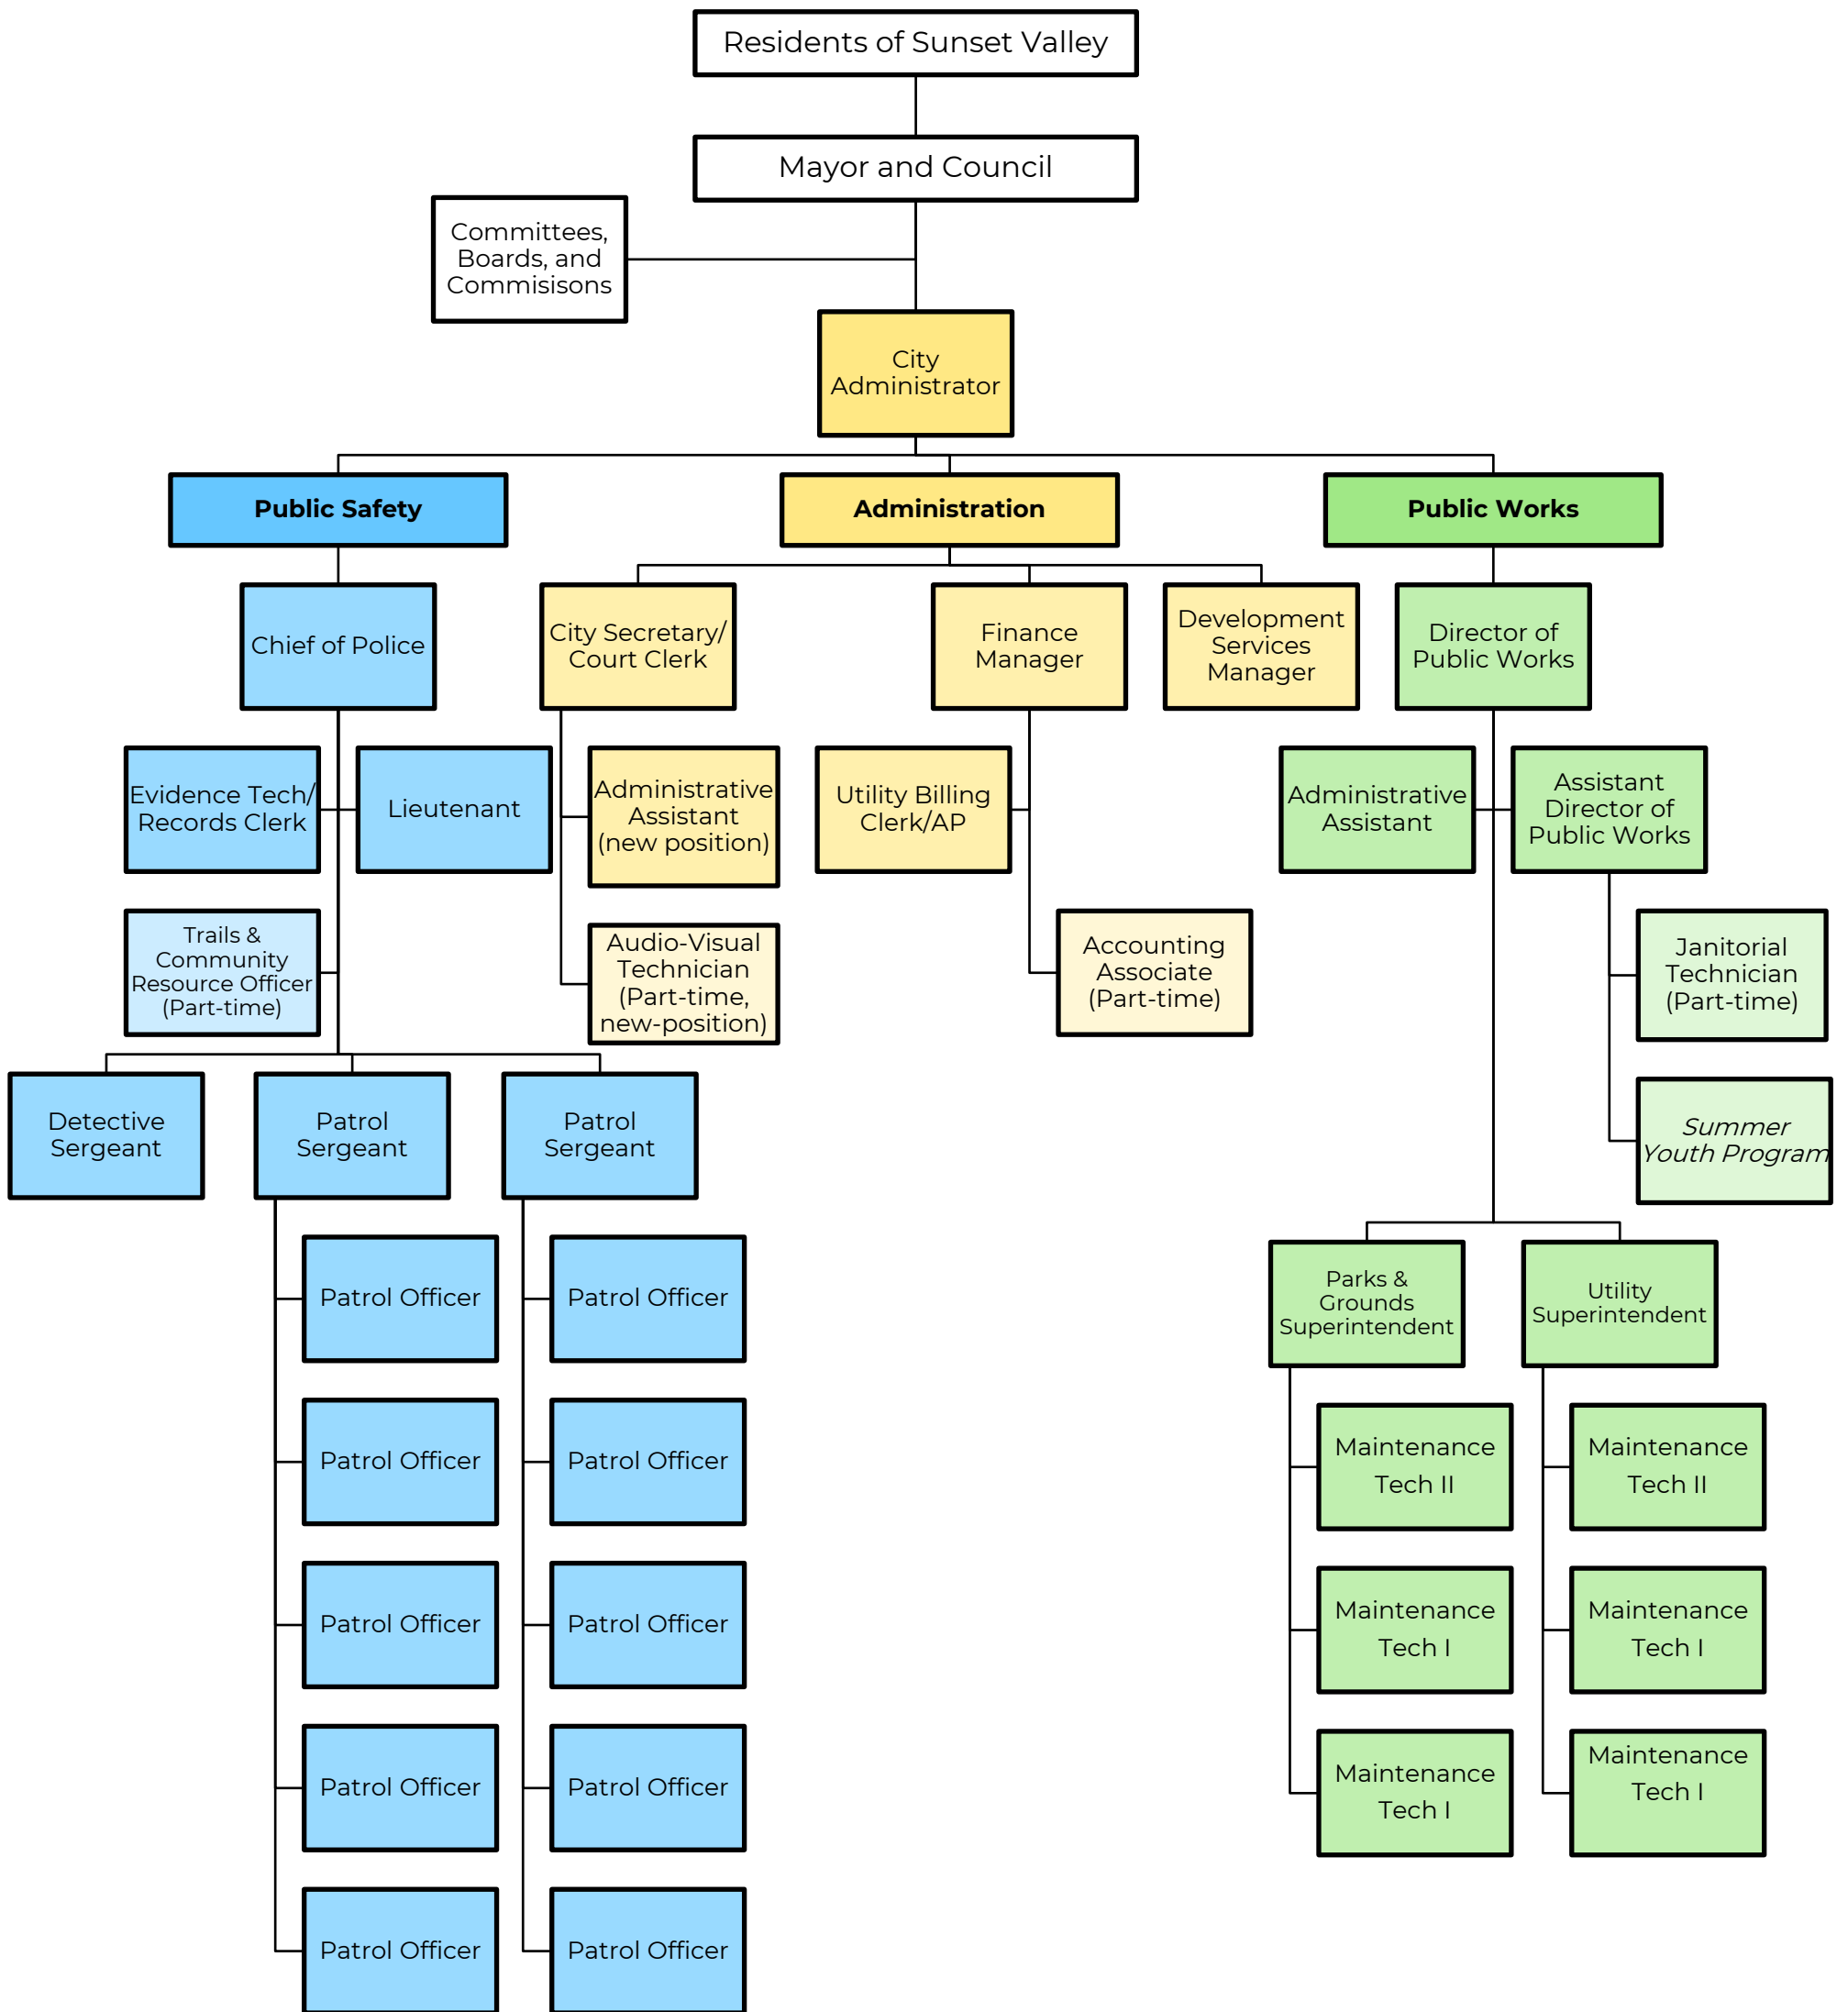 Residents of Sunset Valley
Mayor and Council
Committees,
Boards, and
Commisisons
City
Administrator
Public Safety
Administration
Public Works
Chief of Police
City Secretary/
Court Clerk
Finance
Manager
Development
Services
Manager
Director of
Public Works
Evidence Tech/
Records Clerk
Lieutenant
Administrative
Assistant
(new position)
Utility Billing
Clerk/AP
Administrative
Assistant
Assistant
Director of
Public Works
Trails &
Community
Resource Officer
(Part-time)
Audio-Visual
Technician
(Part-time,
new-position)
Accounting
Associate
(Part-time)
Janitorial
Technician
(Part-time)
Detective
Sergeant
Patrol
Sergeant
Patrol
Sergeant
Summer
Youth Program
Patrol Officer
Patrol Officer
Parks &
Grounds
Superintendent
Utility
Superintendent
Patrol Officer
Patrol Officer
Maintenance
Tech II
Maintenance
Tech II
Patrol Officer
Patrol Officer
Maintenance
Tech I
Maintenance
Tech I
Patrol Officer
Patrol Officer
Maintenance
Tech I
Maintenance
Tech I
Patrol Officer
Patrol Officer